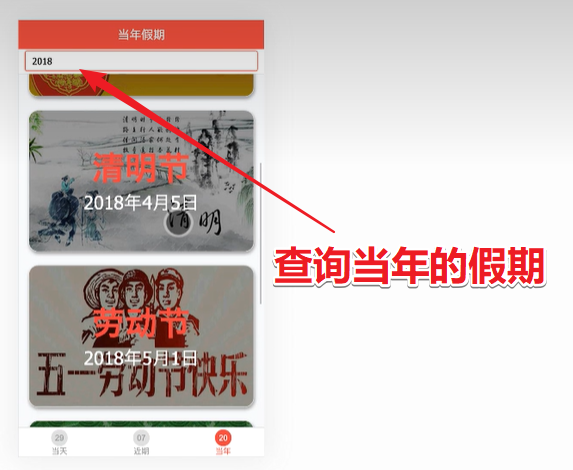 当年假期
2018
清明节
2018年4月5日
清明
查询当年的假期
劳动节
2018年5月1日
五一劳动节快乐
29
07
20
当天
近期
当年